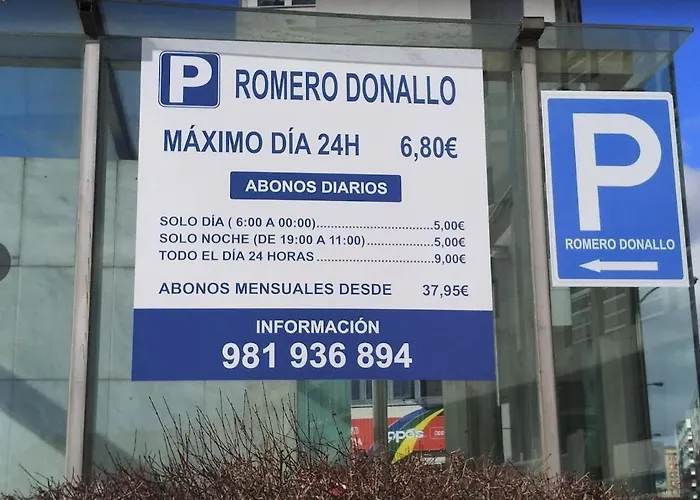 P ROMERO DONALLO
MÁXIMO DÍA 24H 6,80€
ABONOS DIARIOS
SOLO DÍA ( 6:00 A 00:00)..............................5,00€
SOLO NOCHE (DE 19:00 A 11:00)................5,00€
TODO EL DÍA 24 HORAS..............................9,00€
ABONOS MENSUALES DESDE 37,95€
INFORMACIÓN
981 936 894
P
ROMERO DONALLO